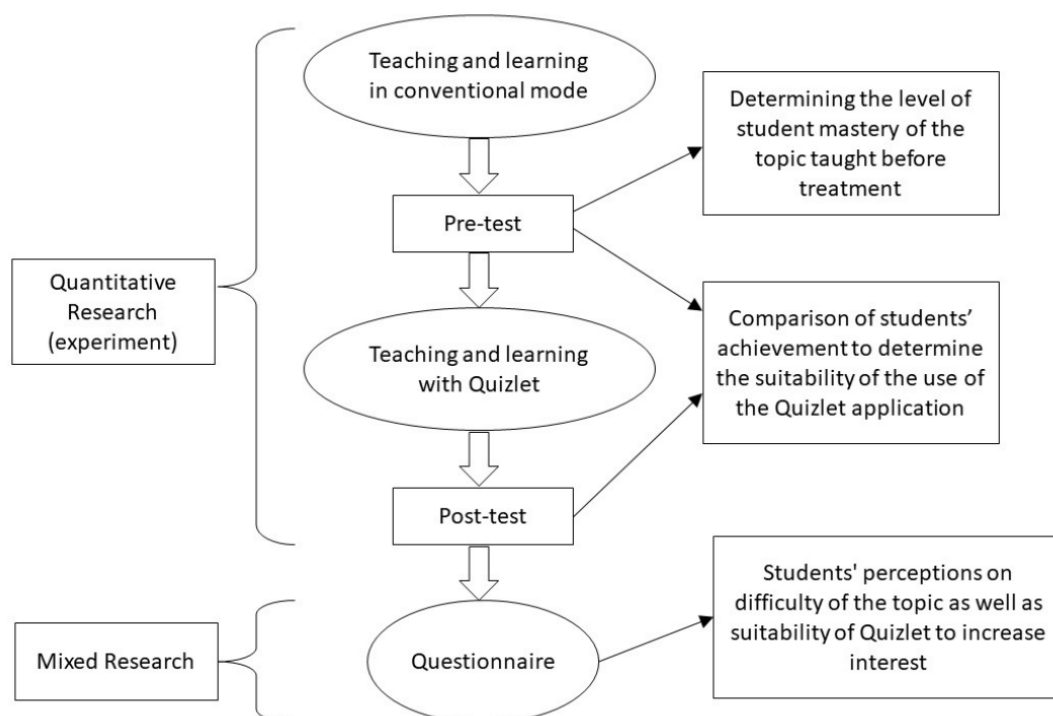 Teaching and learning
in conventional mode
Determining the level of
student mastery of the
topic taught before
treatment
Pre-test
Quantitative
Research
(experiment)
Teaching and learning
with Quizlet
Comparison of students’
achievement to determine
the suitability of the use of
the Quizlet application
Post-test
Students' perceptions on
difficulty of the topic as well as
suitability of Quizlet to increase
interest
Mixed Research
Questionnaire